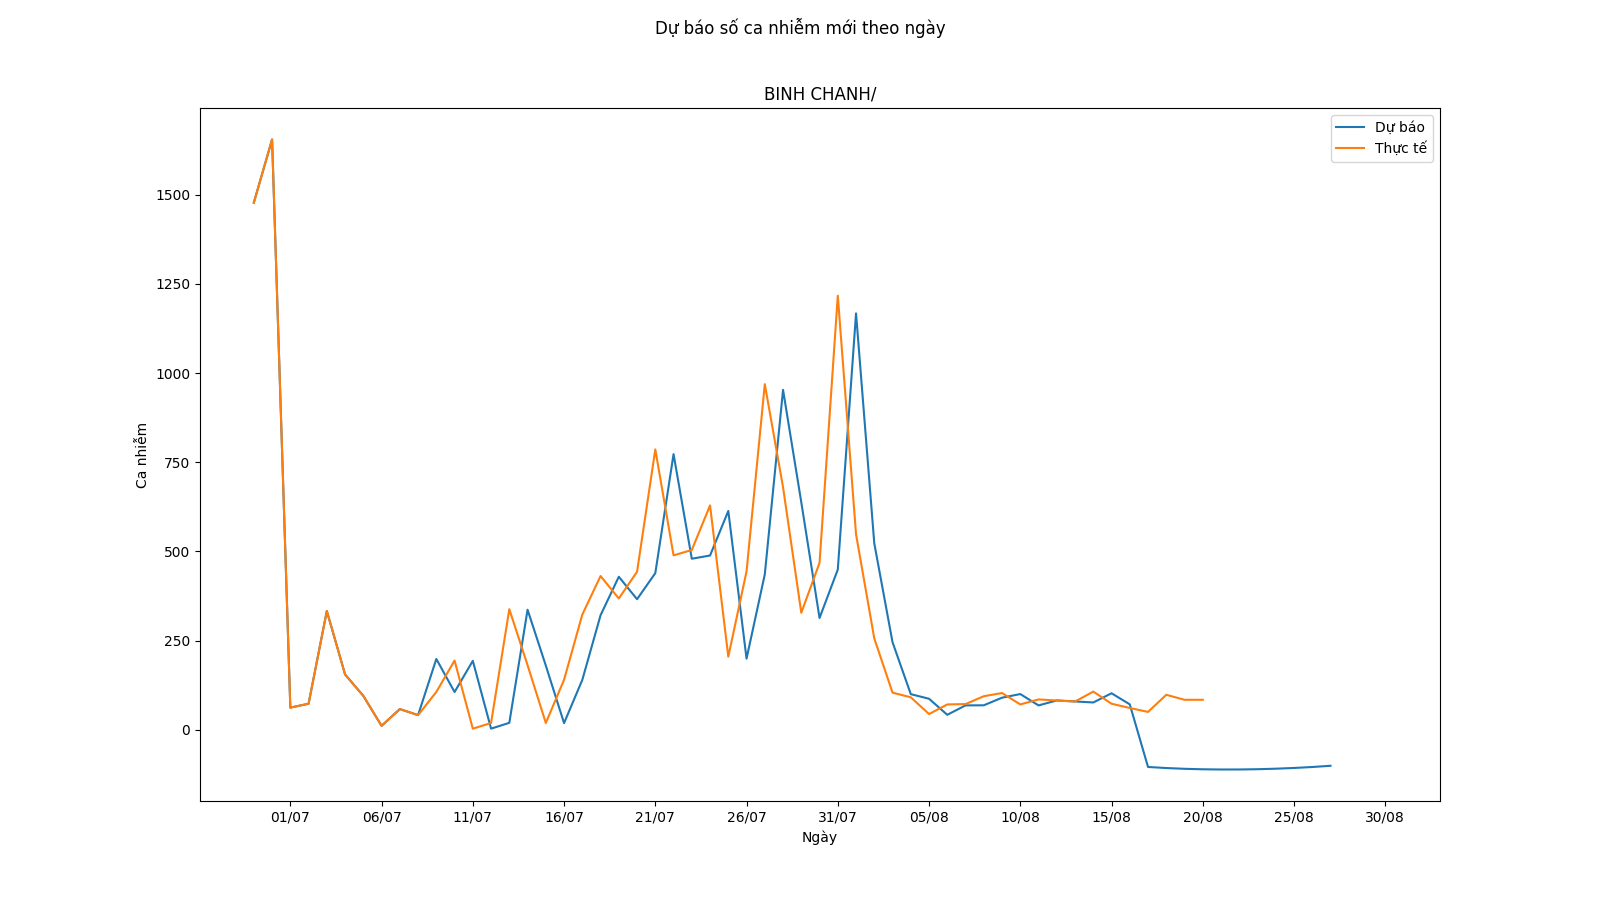 Dự báo số ca nhiễm mới theo ngày
BINH CHANH/
Dự báo
Thực tế
1500
1250
1000
750
500
250
0
Ca nhiễm
01/07 06/07 11/07 16/07 21/07 26/07 31/07 05/08 10/08 15/08 20/08 25/08 30/08
Ngày